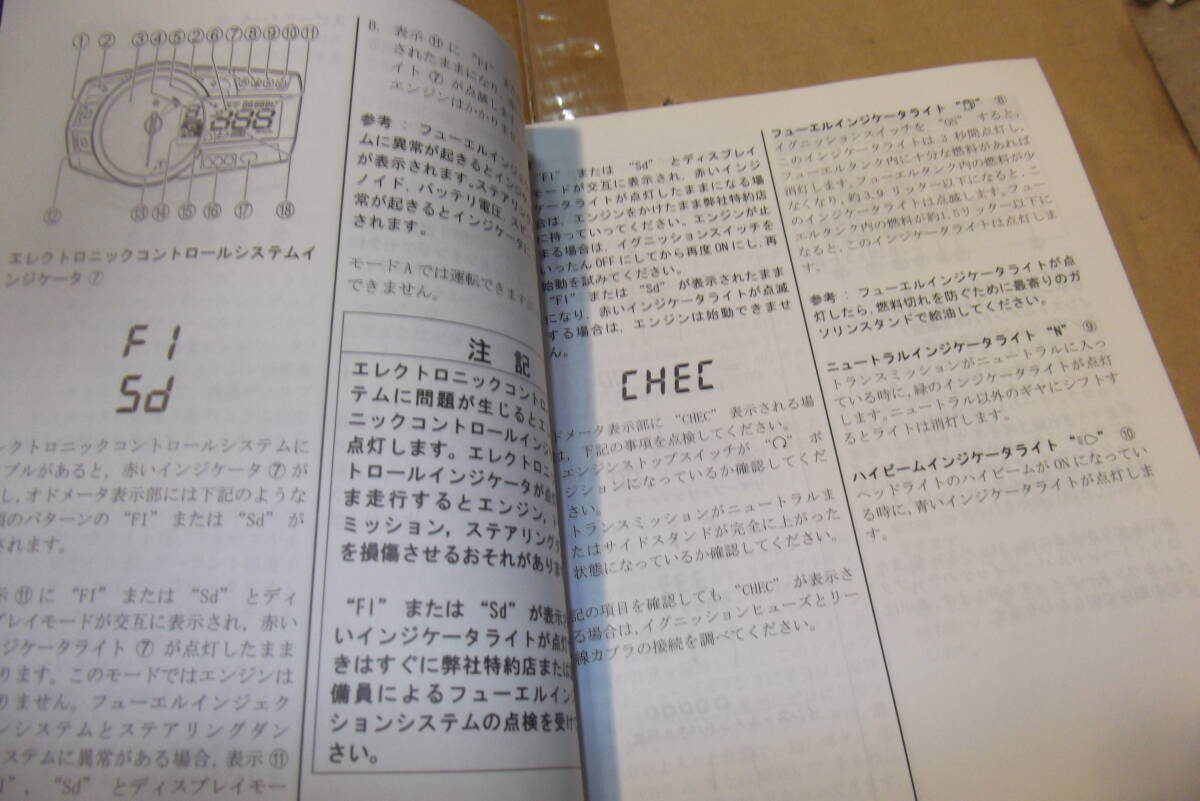 ① ② ③④⑤②⑥⑦⑧⑨⑩⑪
⑫ ⑬⑭⑮⑯ ⑰ ⑱
エレクトロニックコントロールシステムイ
ンジケータ ⑦
FI
Sd
レクトロニックコントロールシステムに
ブルがあると, 赤いインジケータ ⑦ が
し, オドメータ表示部には下記のような
のパターンの “FI” または “Sd” が
されます。
示 ⑪ に “FI” または “Sd” とディ
プレイモードが交互に表示され, 赤い
ジケータライト ⑦ が点灯したまま
ります。このモードではエンジンは
りません。フューエルインジェク
ンシステムとステアリングダン
ステムに異常がある場合, 表示 ⑪
, “Sd” とディスプレイモー
B. 表示 ⑪ に “FI”
されたままになり,
イト ⑦ が点滅し
エンジンはかかりませ
参考 : フューエルインジ
ムに異常が起きるとイン
が表示されます。ステアリン
ノイド, バッテリ電圧, スピ
常が起きるとインジケータに
されます。
モード A では運転できます
できません。
注 記
エレクトロニックコントロ
テムに問題が生じるとエレ
ニックコントロールインジ
点灯します。エレクトロニ
トロールインジケータが点
ま走行するとエンジン,
ミッション, ステアリング
を損傷させるおそれがあり
“FI” または “Sd” が表示
いインジケータライトが点
きはすぐに弊社特約店または
備員によるフューエルイン
ションシステムの点検を受け
さい。
“FI” または “Sd” とディスプレイ
モードが交互に表示され, 赤いインジ
ケータライトが点灯したままになる場
合は, エンジンをかけたまま弊社特約店
に持っていってください。エンジンが止
まる場合は, イグニッションスイッチを
いったん OFF にしてから再度 ON にし, 再
始動を試みてください。
“FI” または “Sd” が表示されたまま
になり, 赤いインジケータライトが点滅
する場合は, エンジンは始動できませ
ん。
CHEC
ドメータ表示部に “CHEC” 表示される場
は, 下記の事項を点検してください。
エンジンストップスイッチが “ ” ポ
ジションになっているか確認してくだ
さい。
トランスミッションがニュートラルま
たはサイドスタンドが完全に上がった
状態になっているか確認してください。
記の項目を確認しても “CHEC” が表示さ
る場合は, イグニッションヒューズとリー
線カプラの接続を調べてください。
フューエルインジケータライト “ ” ⑧
イグニッションスイッチを “ON” すると,
このインジケータライトは 3 秒間点灯し,
フューエルタンク内に十分な燃料があれば
消灯します。フューエルタンク内の燃料が少
なくなり, 約 3.9 リッター以下になると, こ
のインジケータライトは点滅します。フュー
エルタンク内の燃料が約1.5リッター以下に
なると, このインジケータライトは点灯しま
す。
参考 : フューエルインジケータライトが点
灯したら, 燃料切れを防ぐために最寄りのガ
ソリンスタンドで給油してください。
ニュートラルインジケータライト “N” ⑨
トランスミッションがニュートラルに入っ
ている時に, 緑のインジケータライトが点灯
します。ニュートラル以外のギヤにシフトす
るとライトは消灯します。
ハイビームインジケータライト “ ” ⑩
ヘッドライトのハイビームが ON になってい
る時に, 青いインジケータライトが点灯しま
す。